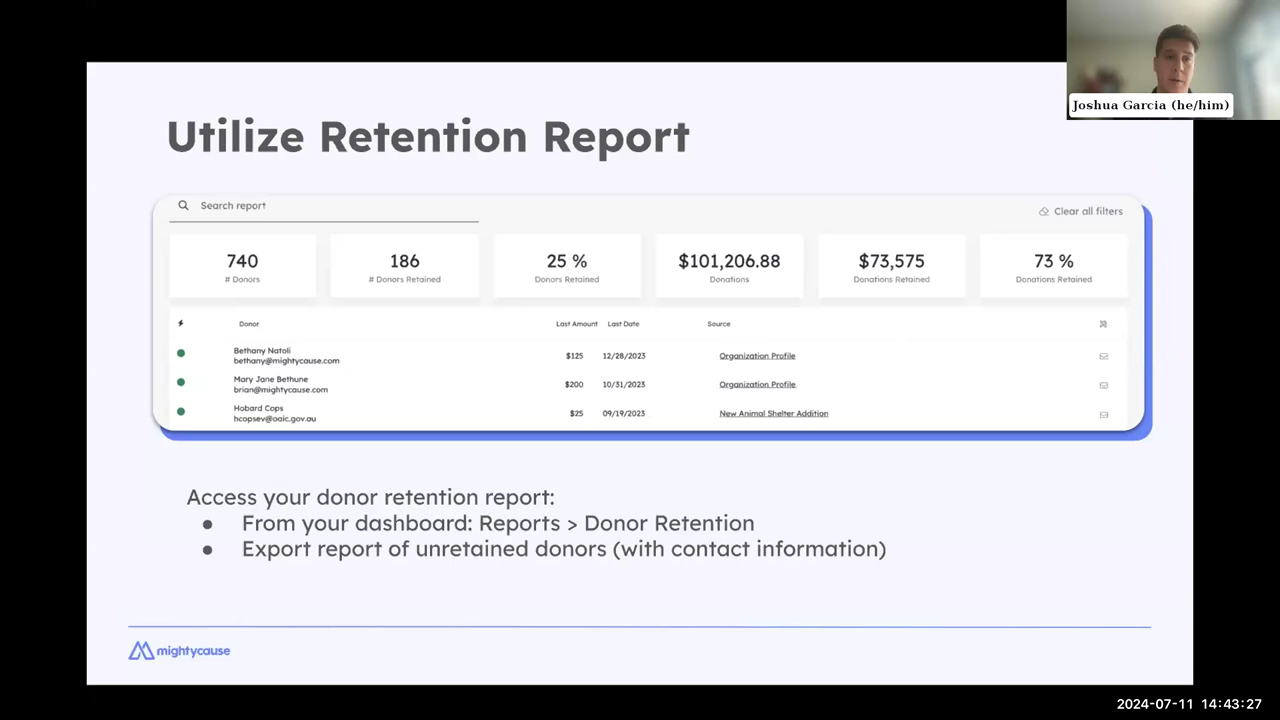 Joshua Garcia (he/him)
Utilize Retention Report
Search report
Clear all filters
740
# Donors
186
# Donors Retained
25 %
Donors Retained
$101,206.88
Donations
$73,575
Donations Retained
73 %
Donations Retained
Donor Last Amount Last Date Source
Bethany Natoli
bethany@mightycause.com
$125 12/28/2023 Organization Profile
Mary Jane Bethune
brian@mightycause.com
$200 10/31/2023 Organization Profile
Hobard Cops
hcopsev@oaic.gov.au
$25 09/19/2023 New Animal Shelter Addition
Access your donor retention report:
● From your dashboard: Reports > Donor Retention
● Export report of unretained donors (with contact information)
mightycause
2024-07-11 14:43:27